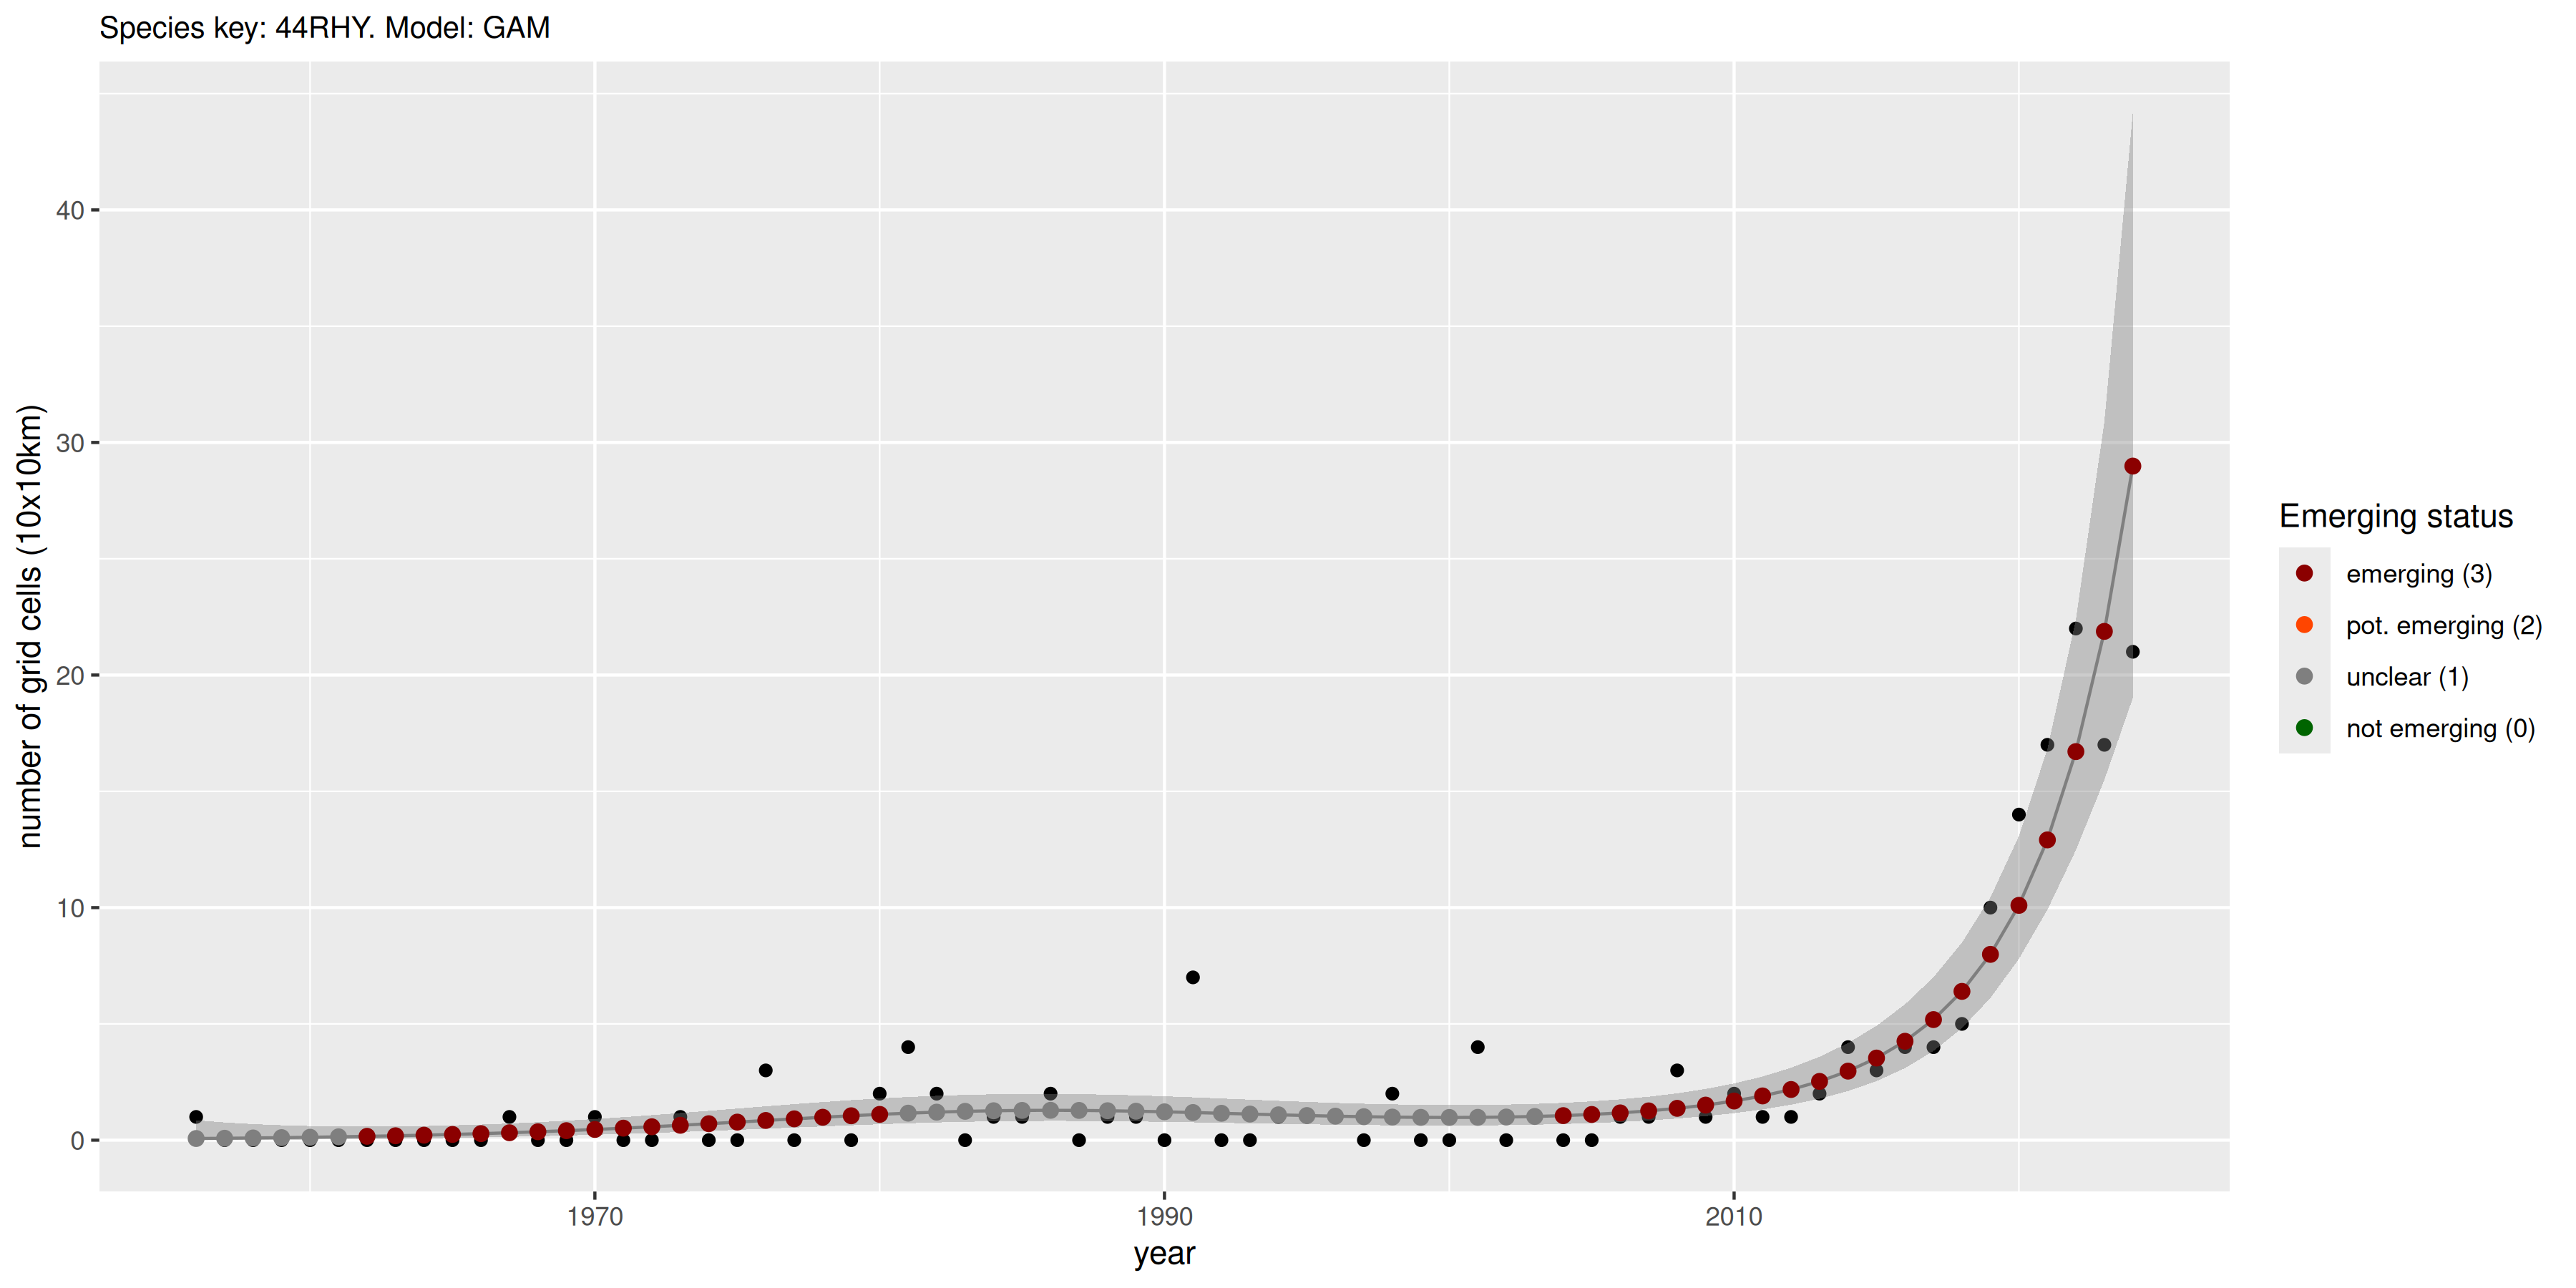 Species key: 44RHY. Model: GAM
number of grid cells (10x10km)
40
30
20
10
0
1970
1990
2010
year
Emerging status
emerging (3)
pot. emerging (2)
unclear (1)
not emerging (0)